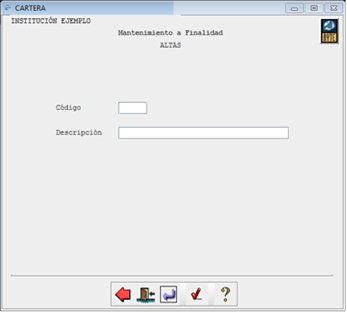 CARTERA
INSTITUCIÓN EJEMPLO
Mantenimiento a Finalidad
ALTAS
Código
Descripción
?